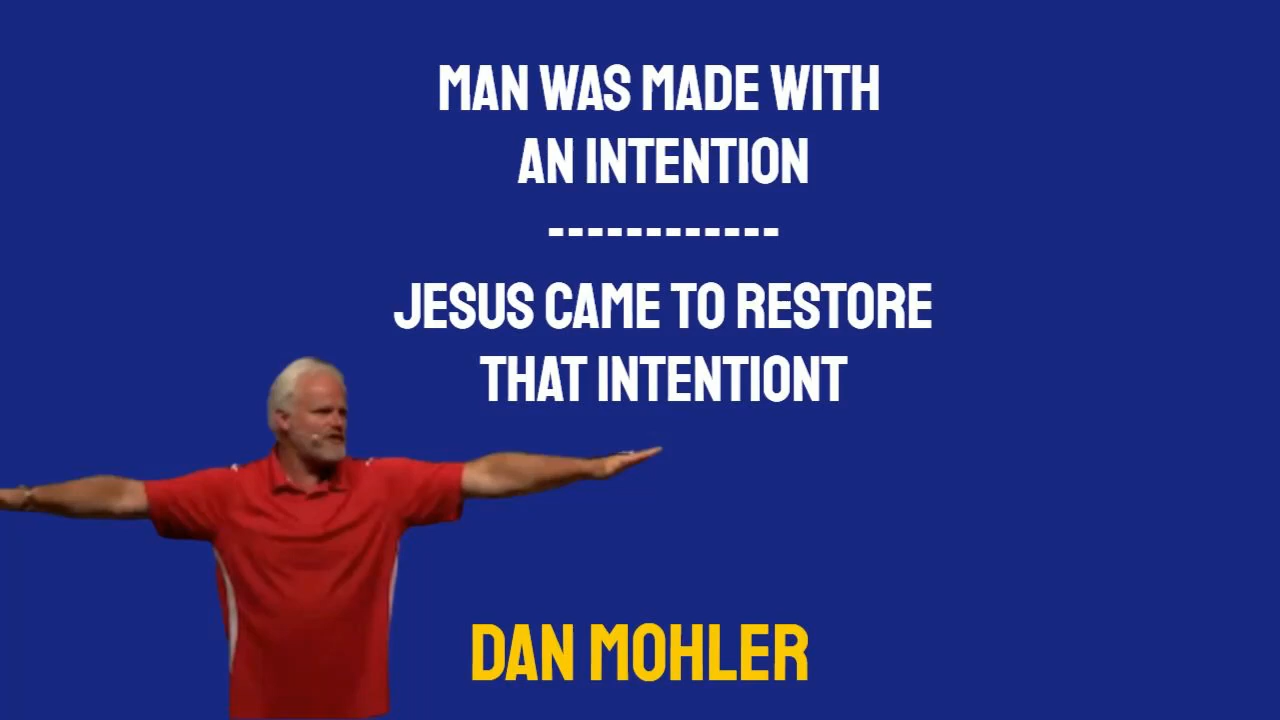 MAN WAS MADE WITH
AN INTENTION
------------
JESUS CAME TO RESTORE
THAT INTENTIONT
DAN MOHLER